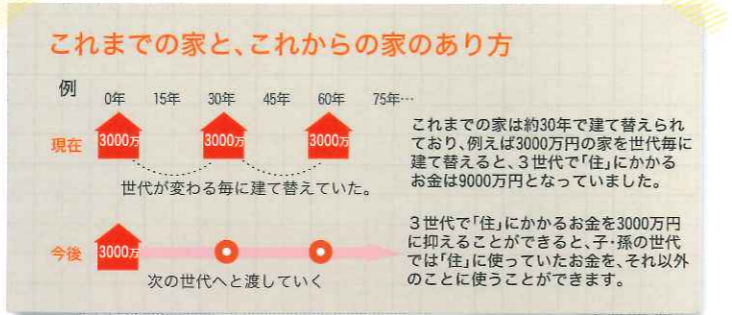 これまでの家と、これからの家のあり方
例
0年 15年 30年 45年 60年 75年…
現在
3000万 3000万 3000万
世代が変わる毎に建て替えていた。
これまでの家は約30年で建て替えられ
ており、例えば3000万円の家を世代毎に
建て替えると、3世代で「住」にかかる
お金は9000万円となっていました。
今後
3000万
次の世代へと渡していく
3世代で「住」にかかるお金を3000万円
に抑えることができると、子・孫の世代
では「住」に使っていたお金を、それ以外
のことに使うことができます。